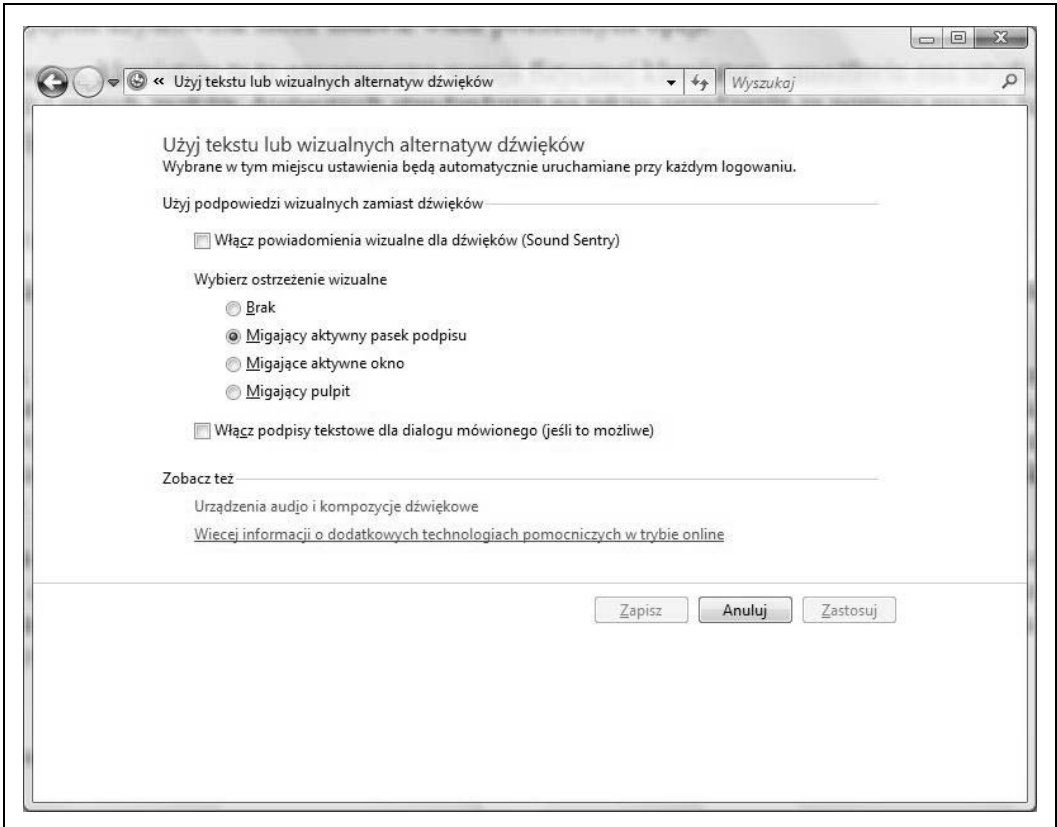 « Użyj tekstu lub wizualnych alternatyw dźwięków
Wyszukaj
Użyj tekstu lub wizualnych alternatyw dźwięków
Wybrane w tym miejscu ustawienia będą automatycznie uruchamiane przy każdym logowaniu.
Użyj podpowiedzi wizualnych zamiast dźwięków
Włącz powiadomienia wizualne dla dźwięków (Sound Sentry)
Wybierz ostrzeżenie wizualne
Brak
Migający aktywny pasek podpisu
Migające aktywne okno
Migający pulpit
Włącz podpisy tekstowe dla dialogu mówionego (jeśli to możliwe)
Zobacz też
Urządzenia audio i kompozycje dźwiękowe
Wiecej informacji o dodatkowych technologiach pomocniczych w trybie online
Zapisz
Anuluj
Zastosuj